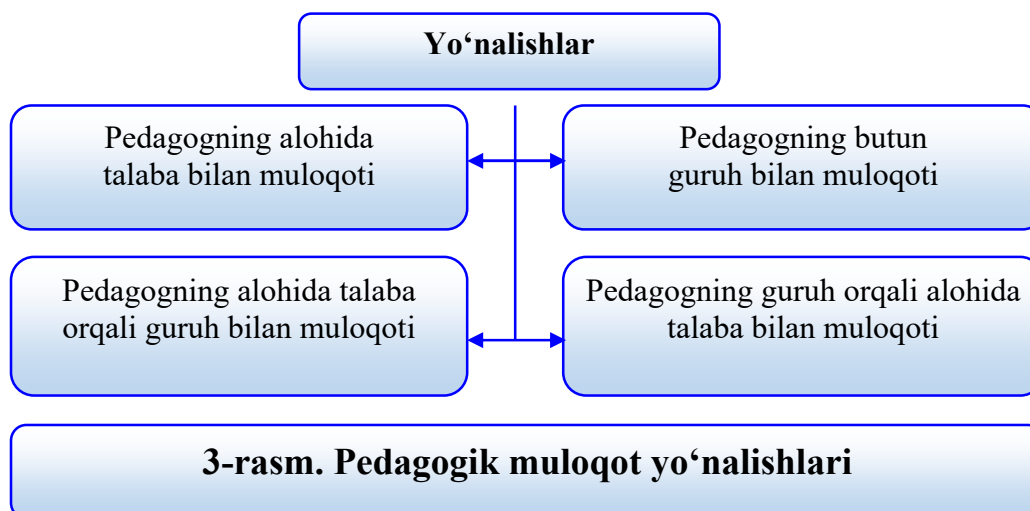 Yo‘nalishlar
Pedagogning alohida
talaba bilan muloqoti
Pedagogning butun
guruh bilan muloqoti
Pedagogning alohida talaba
orqali guruh bilan muloqoti
Pedagogning guruh orqali alohida
talaba bilan muloqoti
3-rasm. Pedagogik muloqot yo‘nalishlari